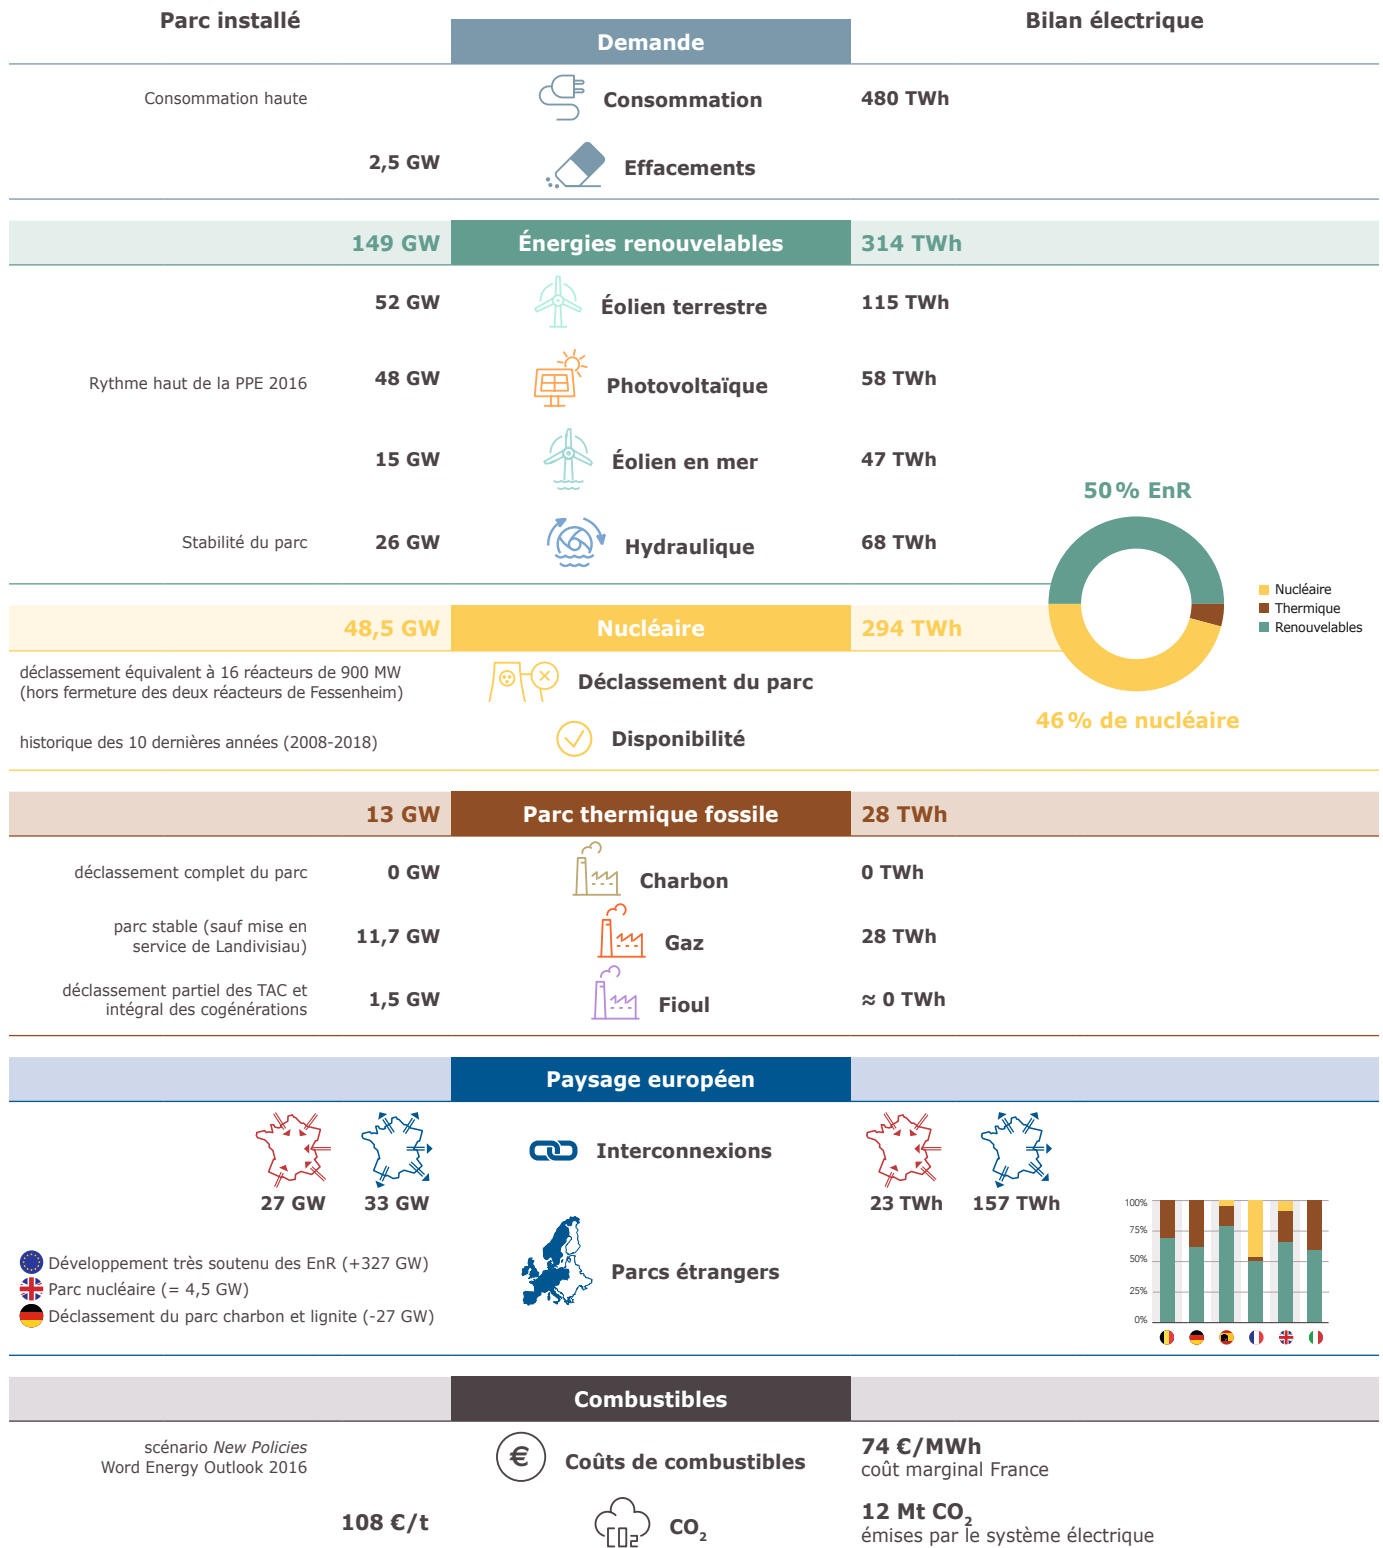 Parc installé
Bilan électrique
Demande
Consommation haute
Consommation
480 TWh
2,5 GW
Effacements
149 GW
Énergies renouvelables
314 TWh
52 GW
Éolien terrestre
115 TWh
Rythme haut de la PPE 2016
48 GW
Photovoltaïque
58 TWh
15 GW
Éolien en mer
47 TWh
50 % EnR
Stabilité du parc
26 GW
Hydraulique
68 TWh
Nucléaire
Thermique
Renouvelables
48,5 GW
Nucléaire
294 TWh
déclassement équivalent à 16 réacteurs de 900 MW
(hors fermeture des deux réacteurs de Fessenheim)
Déclassement du parc
46 % de nucléaire
historique des 10 dernières années (2008-2018)
Disponibilité
13 GW
Parc thermique fossile
28 TWh
déclassement complet du parc
0 GW
Charbon
0 TWh
parc stable (sauf mise en
service de Landivisiau)
11,7 GW
Gaz
28 TWh
déclassement partiel des TAC et
intégral des cogénérations
1,5 GW
Fioul
≈ 0 TWh
Paysage européen
Interconnexions
27 GW
33 GW
23 TWh
157 TWh
100%
75%
50%
25%
0%
Développement très soutenu des EnR (+327 GW)
Parc nucléaire (= 4,5 GW)
Déclassement du parc charbon et lignite (-27 GW)
Parcs étrangers
Combustibles
scénario New Policies
Word Energy Outlook 2016
€
Coûts de combustibles
74 €/MWh
coût marginal France
108 €/t
CO2
CO₂
12 Mt CO₂
émises par le système électrique